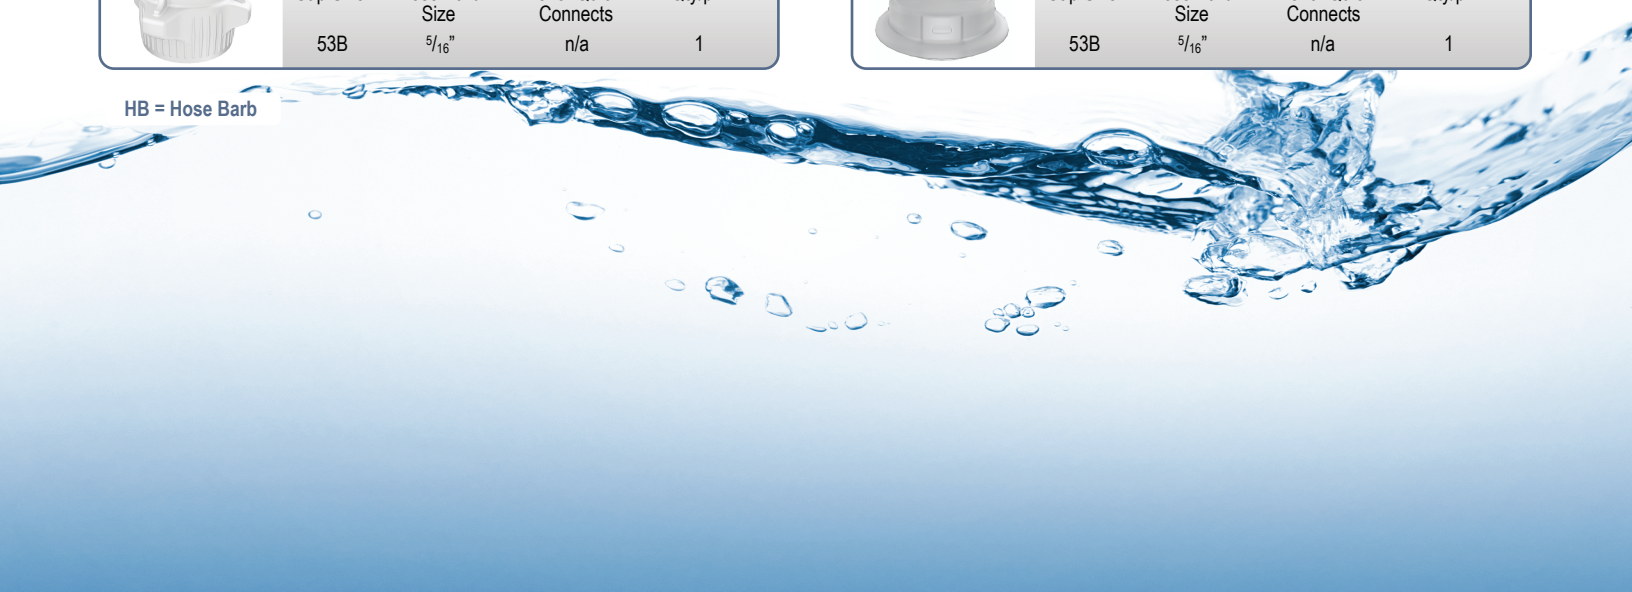 Size Connects
53B 5/16” n/a 1
Size Connects
53B 5/16” n/a 1
HB = Hose Barb